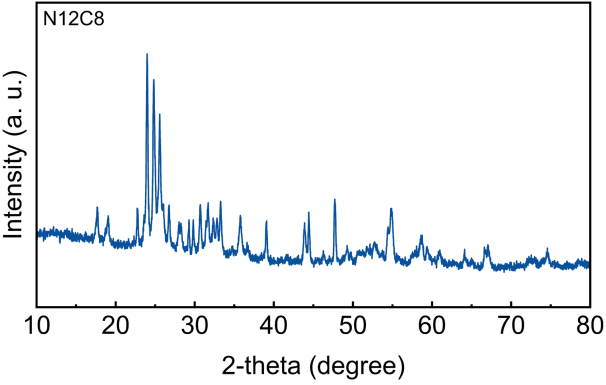 N12C8
Intensity (a. u.)
10 20 30 40 50 60 70 80
2-theta (degree)